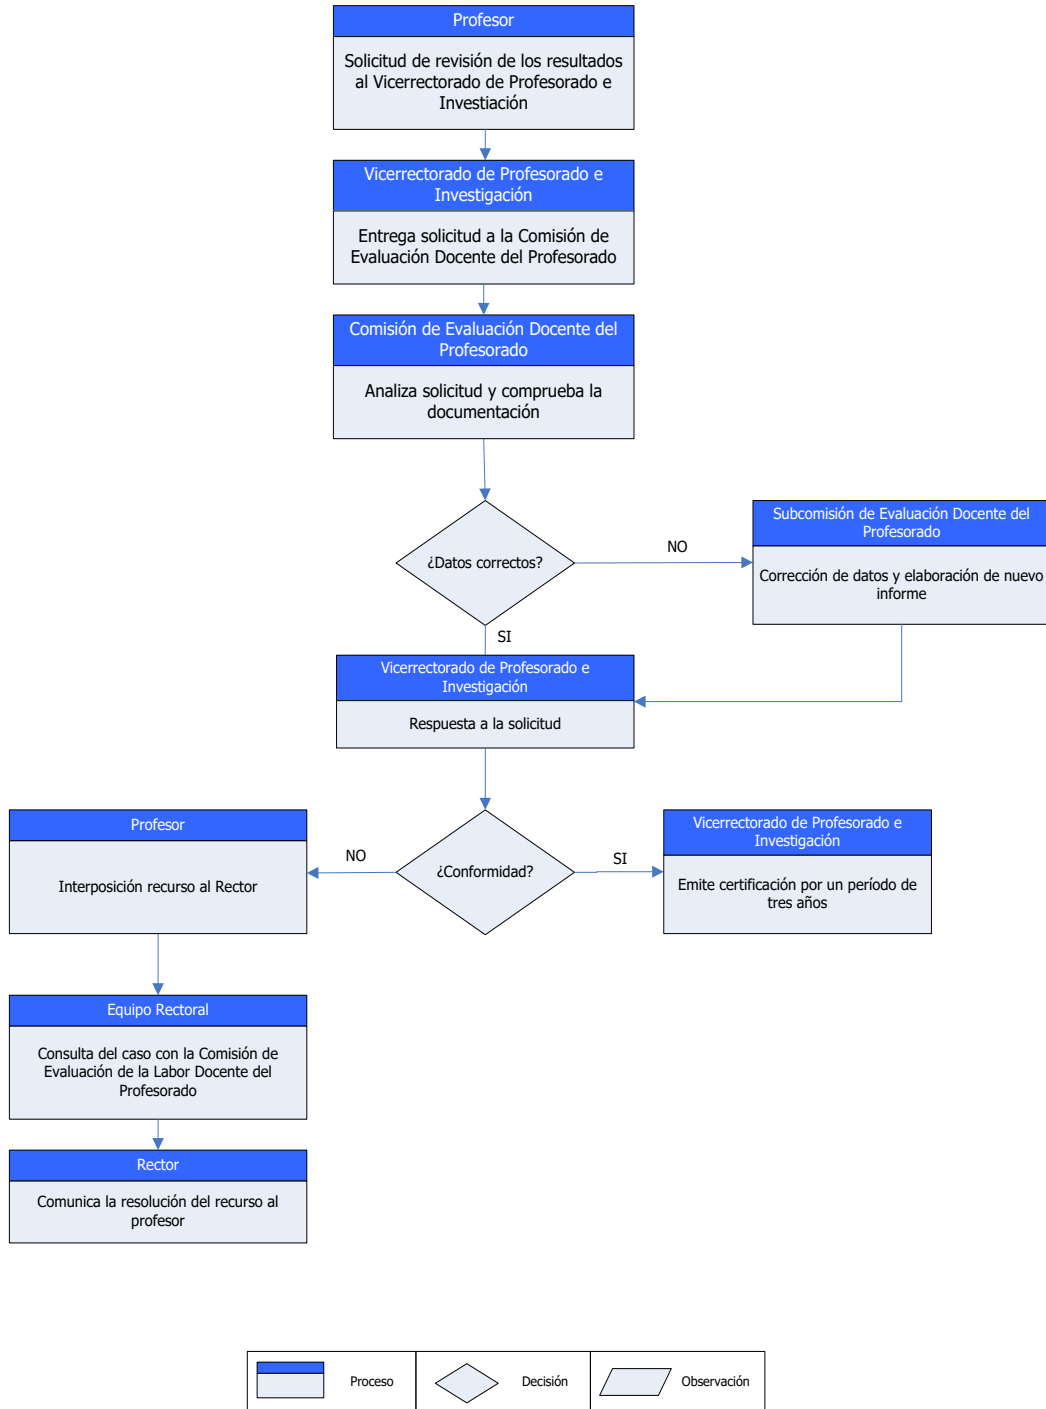 Profesor
Solicitud de revisión de los resultados
al Vicerrectorado de Profesorado e
Investiación
Vicerrectorado de Profesorado e
Investigación
Entrega solicitud a la Comisión de
Evaluación Docente del Profesorado
Comisión de Evaluación Docente del
Profesorado
Analiza solicitud y comprueba la
documentación
¿Datos correctos?
NO
Subcomisión de Evaluación Docente del
Profesorado
Corrección de datos y elaboración de nuevo
informe
SI
Vicerrectorado de Profesorado e
Investigación
Respuesta a la solicitud
Profesor
Interposición recurso al Rector
NO
¿Conformidad?
SI
Vicerrectorado de Profesorado e
Investigación
Emite certificación por un período de
tres años
Equipo Rectoral
Consulta del caso con la Comisión de
Evaluación de la Labor Docente del
Profesorado
Rector
Comunica la resolución del recurso al
profesor
Proceso
Decisión
Observación